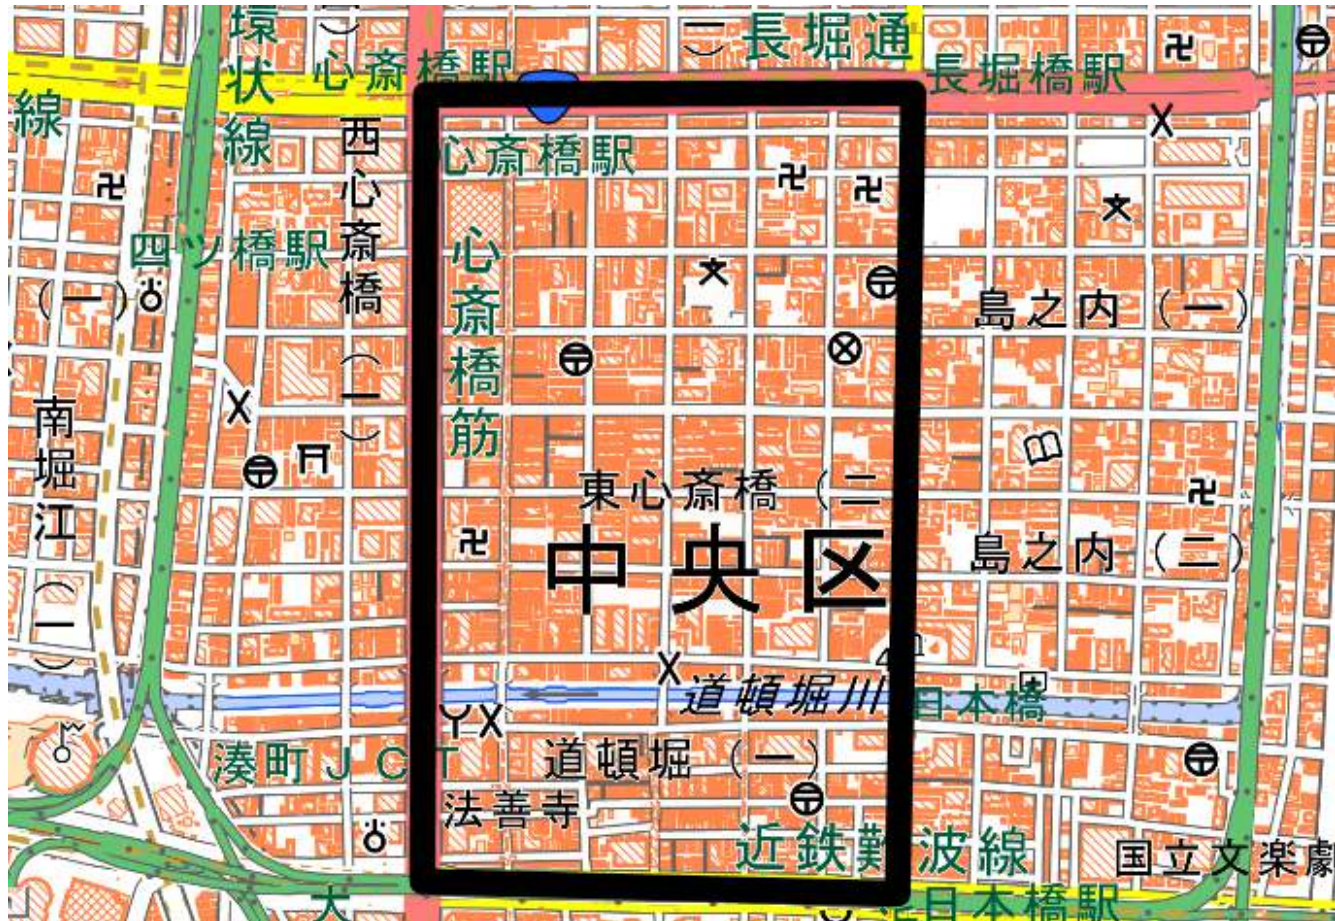 環状線
心斎橋駅
(一)
長堀通
長堀橋駅
線
西心斎橋(一)
心斎橋駅
四ツ橋駅
(一)
心斎橋筋
島之内(一)
南堀江(一)
東心斎橋(二
中央区
島之内(二)
道頓堀川
日本橋
湊町JCT
道頓堀(一)
法善寺
近鉄難波線
国立文楽劇
大
日本橋駅